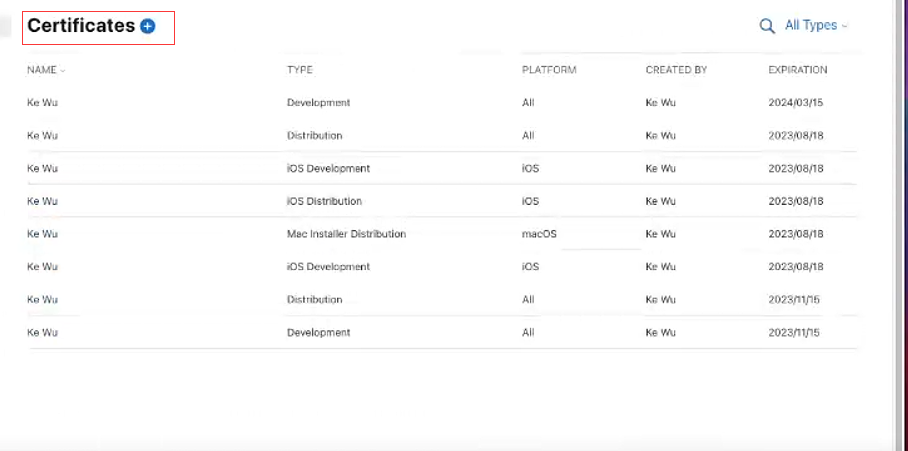 Certificates
All Types
NAME TYPE PLATFORM CREATED BY EXPIRATION
Ke Wu Development All Ke Wu 2024/03/15
Ke Wu Distribution All Ke Wu 2023/08/18
Ke Wu iOS Development iOS Ke Wu 2023/08/18
Ke Wu iOS Distribution iOS Ke Wu 2023/08/18
Ke Wu Mac Installer Distribution macOS Ke Wu 2023/08/18
Ke Wu iOS Development iOS Ke Wu 2023/08/18
Ke Wu Distribution All Ke Wu 2023/11/15
Ke Wu Development All Ke Wu 2023/11/15